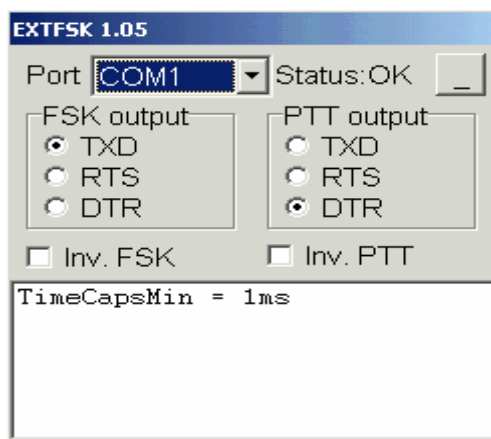 EXTFSK 1.05
Port COM1 Status:OK _
FSK output PTT output
TXD TXD
RTS RTS
DTR DTR
Inv. FSK Inv. PTT
TimeCapsMin = 1ms